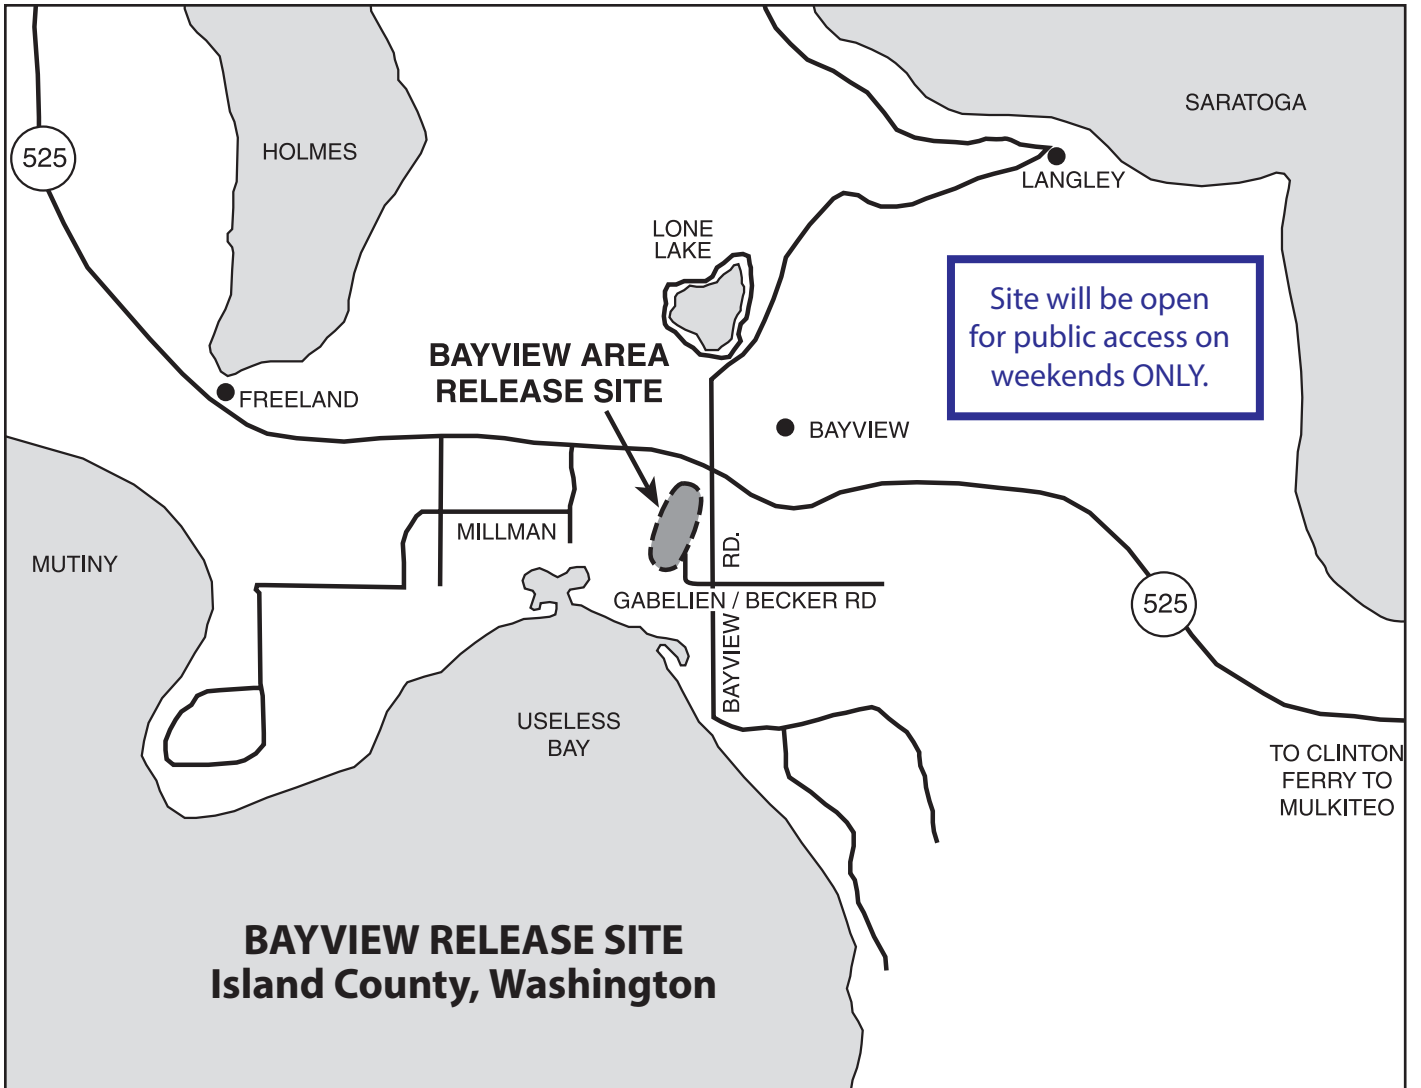 SARATOGA
525
HOLMES
LANGLEY
LONE
LAKE
Site will be open
for public access on
weekends ONLY.
BAYVIEW AREA
RELEASE SITE
FREELAND
BAYVIEW
MILLMAN
MUTINY
BAYVIEW RD.
GABELIEN / BECKER RD
525
USELESS
BAY
TO CLINTON
FERRY TO
MULKITEO
BAYVIEW RELEASE SITE
Island County, Washington